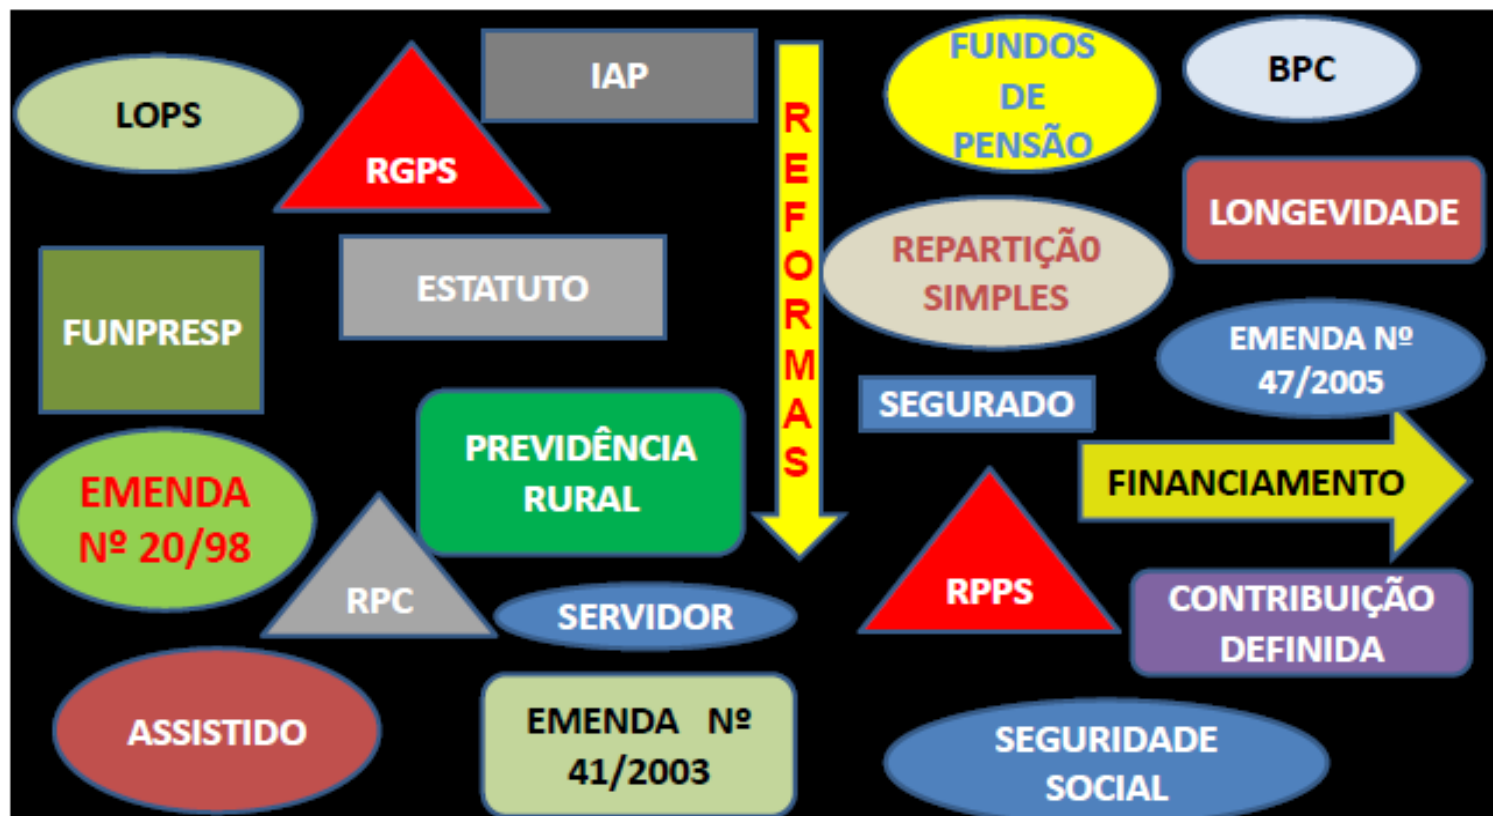 LOPS
RGPS
IAP
REFORMAS
FUNDOS
DE
PENSÃO
BPC
LONGEVIDADE
FUNPRESP
ESTATUTO
REPARTIÇÃ0
SIMPLES
EMENDA Nº
47/2005
SEGURADO
PREVIDÊNCIA
RURAL
FINANCIAMENTO
EMENDA
Nº 20/98
RPC
SERVIDOR
RPPS
CONTRIBUIÇÃO
DEFINIDA
ASSISTIDO
EMENDA Nº
41/2003
SEGURIDADE
SOCIAL